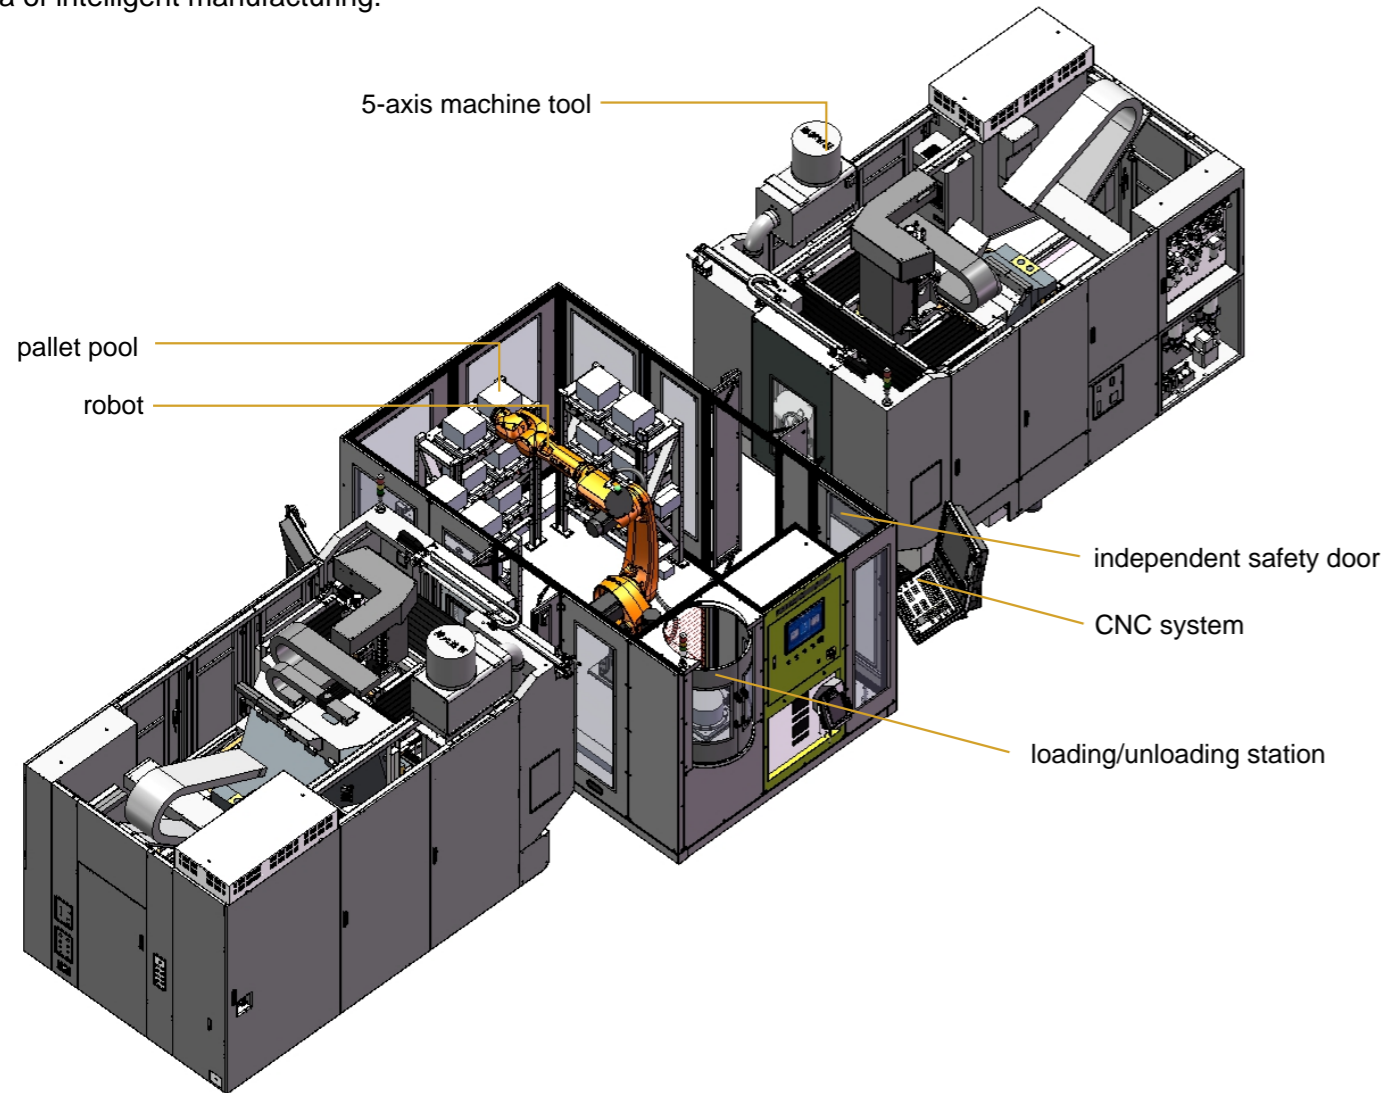 a of intelligent manufacturing.
5-axis machine tool
pallet pool
robot
independent safety door
CNC system
loading/unloading station